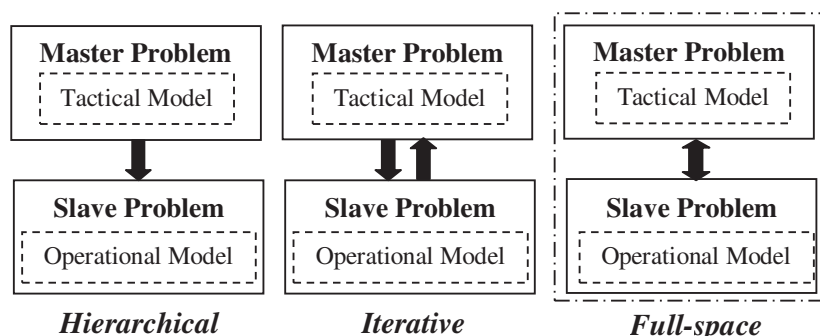 Master Problem
Tactical Model
Slave Problem
Operational Model
Hierarchical
Master Problem
Tactical Model
Slave Problem
Operational Model
Iterative
Master Problem
Tactical Model
Slave Problem
Operational Model
Full-space